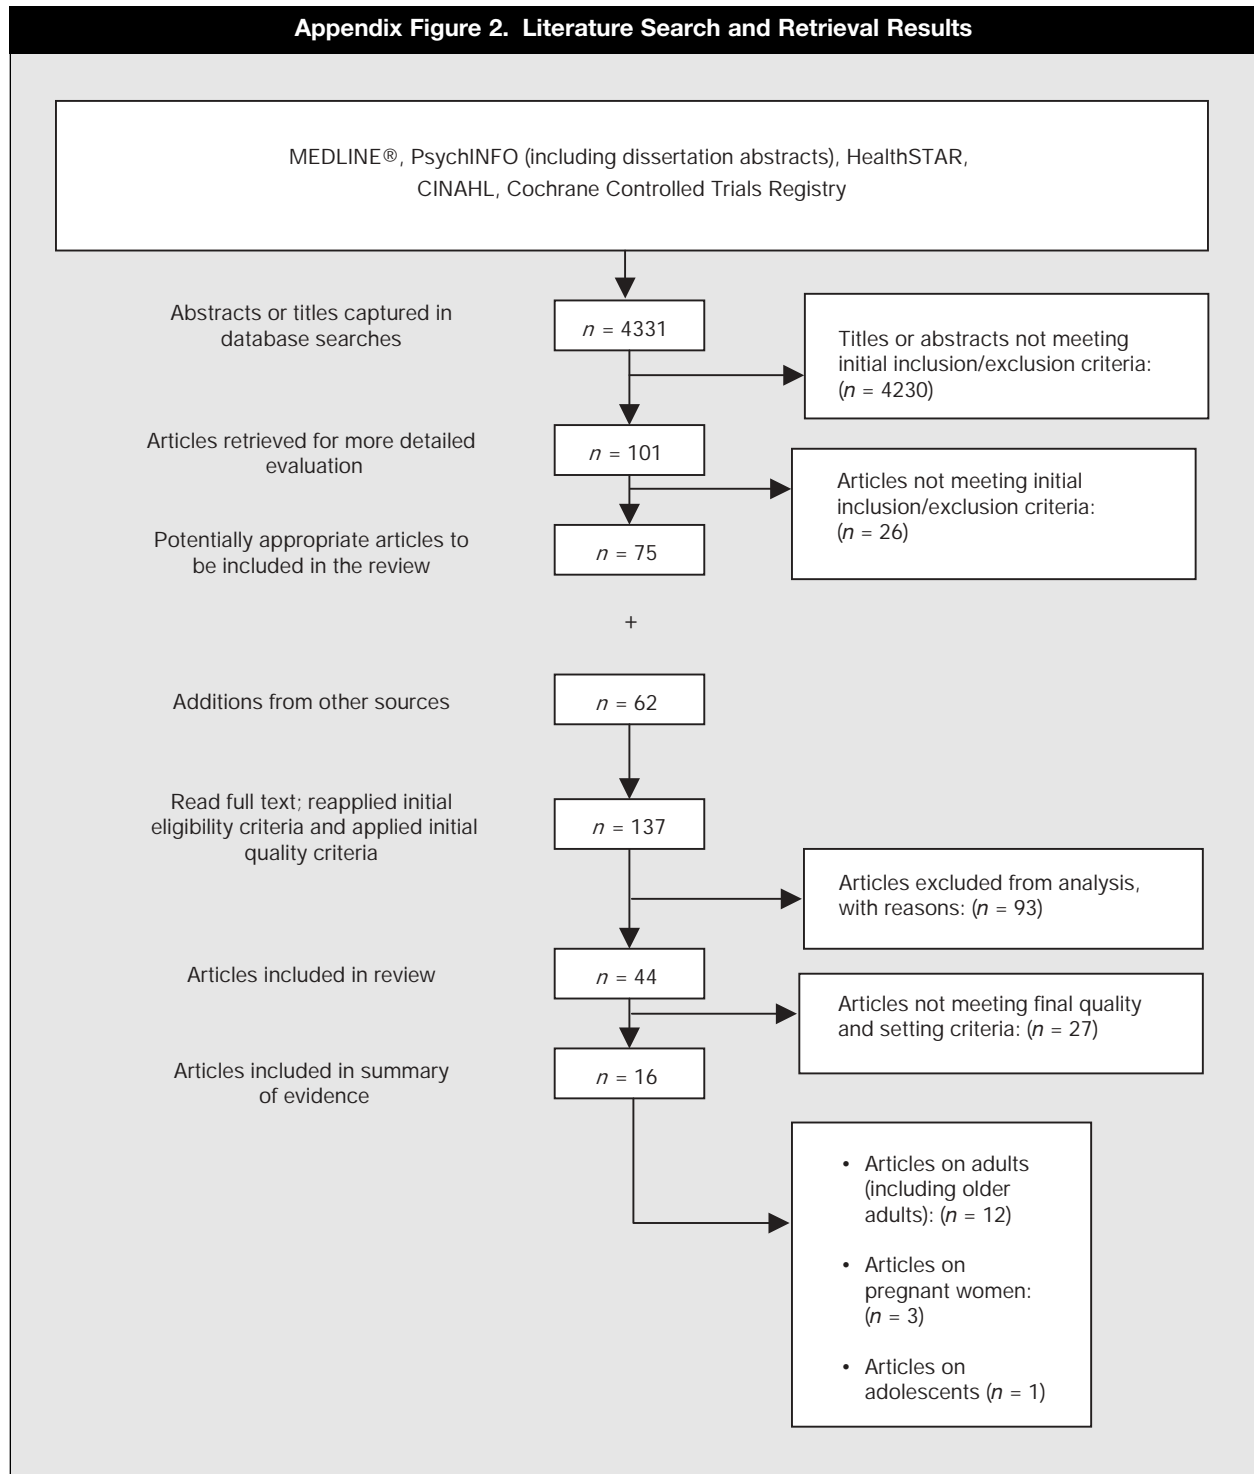 Appendix Figure 2. Literature Search and Retrieval Results
MEDLINE®, PsychINFO (including dissertation abstracts), HealthSTAR,
CINAHL, Cochrane Controlled Trials Registry
Abstracts or titles captured in
database searches
n = 4331
Titles or abstracts not meeting
initial inclusion/exclusion criteria:
(n = 4230)
Articles retrieved for more detailed
evaluation
n = 101
Articles not meeting initial
inclusion/exclusion criteria:
(n = 26)
Potentially appropriate articles to
be included in the review
n = 75
+
Additions from other sources
n = 62
Read full text; reapplied initial
eligibility criteria and applied initial
quality criteria
n = 137
Articles excluded from analysis,
with reasons: (n = 93)
Articles included in review
n = 44
Articles not meeting final quality
and setting criteria: (n = 27)
Articles included in summary
of evidence
n = 16
• Articles on adults
(including older
adults): (n = 12)
• Articles on
pregnant women:
(n = 3)
• Articles on
adolescents (n = 1)